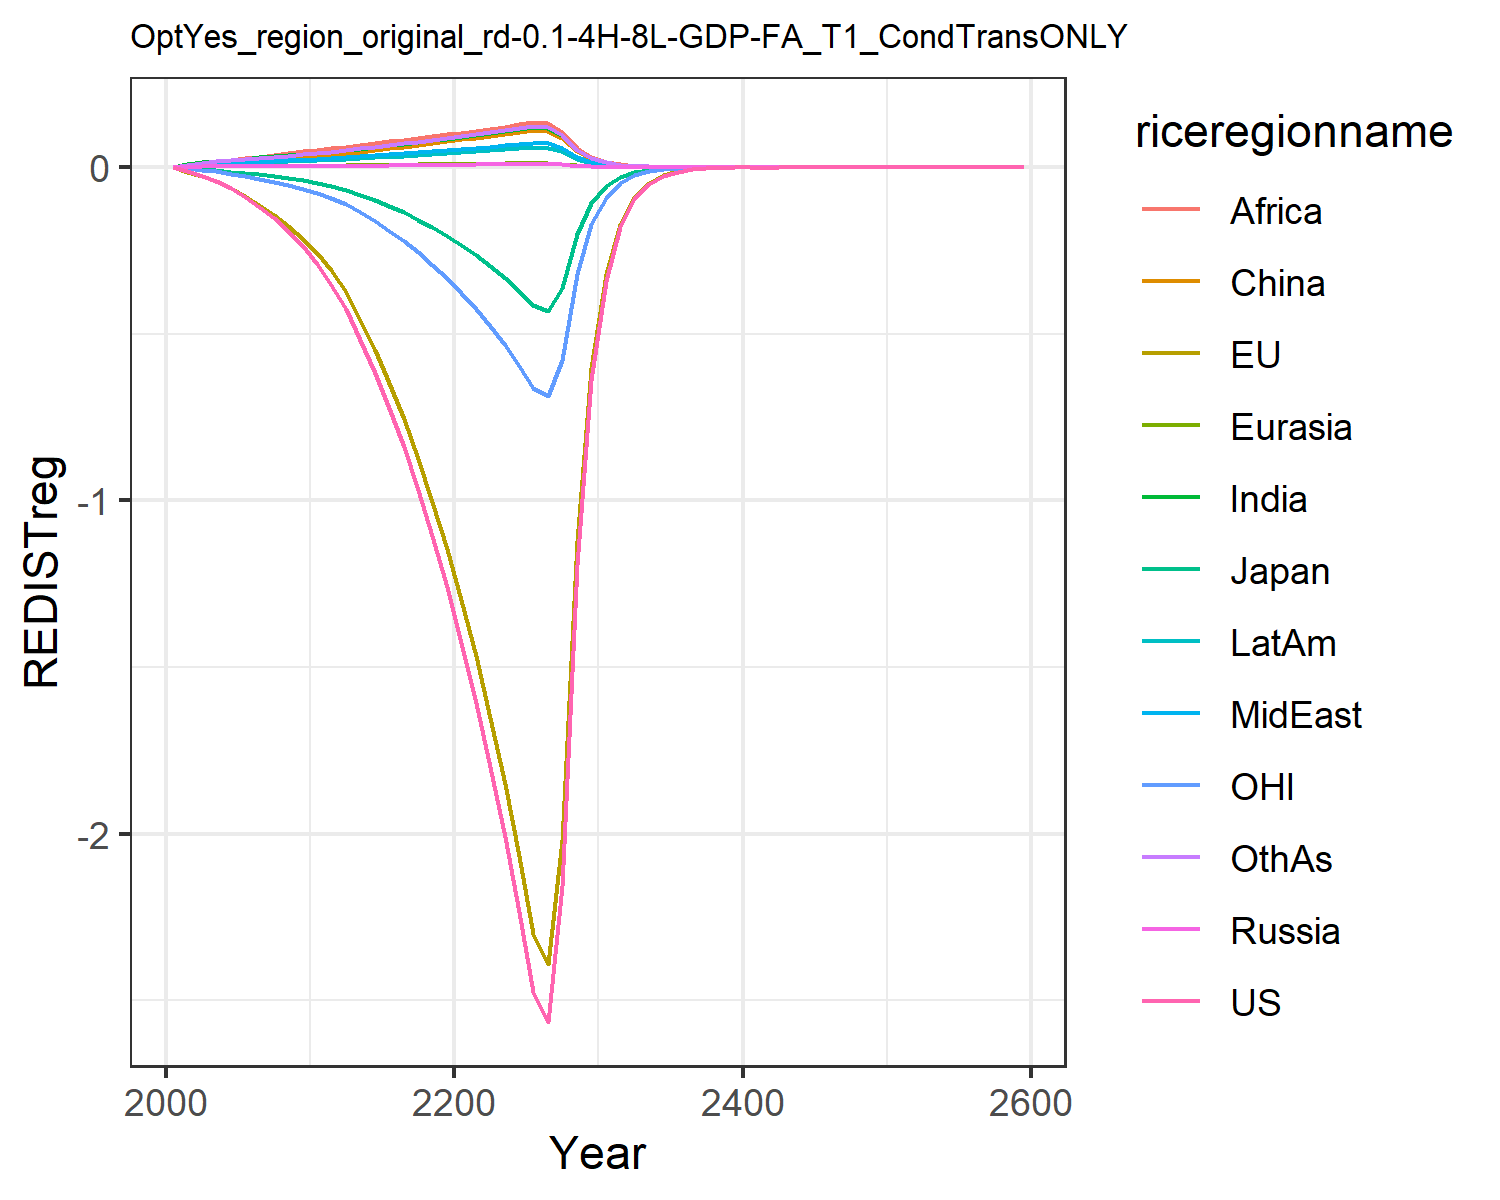 OptYes_region_original_rd-0.1-4H-8L-GDP-FA_T1_CondTransONLY
0
-1
-2
REDISTreg
2000
2200
2400
2600
Year
riceregionname
Africa
China
EU
Eurasia
India
Japan
LatAm
MidEast
OHI
OthAs
Russia
US